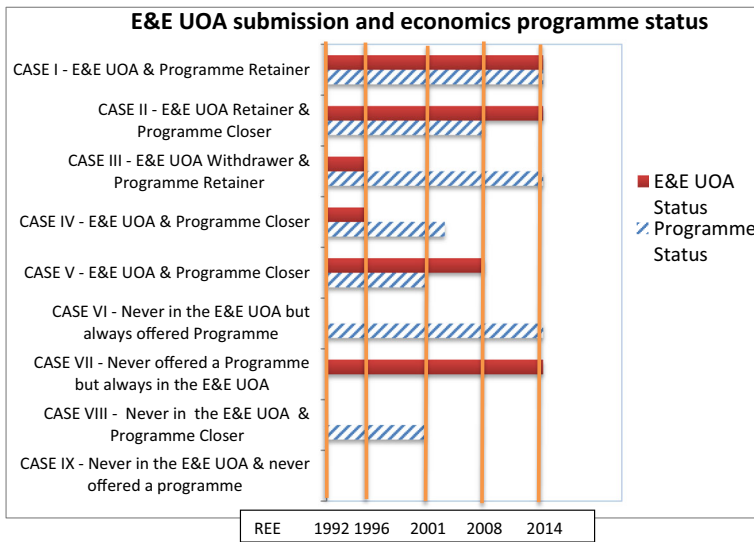 E&E UOA submission and economics programme status
CASE I - E&E UOA & Programme Retainer
CASE II - E&E UOA Retainer &
Programme Closer
CASE III - E&E UOA Withdrawer &
Programme Retainer
CASE IV - E&E UOA & Programme Closer
CASE V - E&E UOA & Programme Closer
CASE VI - Never in the E&E UOA but
always offered Programme
CASE VII - Never offered a Programme
but always in the E&E UOA
CASE VIII - Never in the E&E UOA &
Programme Closer
CASE IX - Never in the E&E UOA & never
offered a programme
E&E UOA
Status
Programme
Status
REE 1992 1996 2001 2008 2014